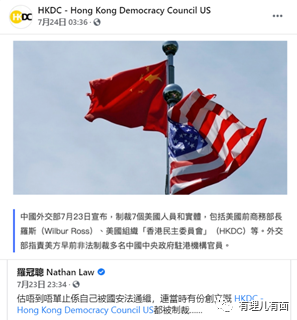 HKDC - Hong Kong Democracy Council US
7月24日 03:36
中國外交部7月23日宣布，制裁7個美國人員和實體，包括美國前商務部長
羅斯（Wilbur Ross）、美國組織「香港民主委員會」（HKDC）等。外交
部指責美方早前非法制裁多名中國中央政府駐港機構官員。
羅冠聰 Nathan Law
7月23日 23:34
估唔到唔單止係自己被國安法通緝，連當時有份創立嘅 HKDC -
Hong Kong Democracy Council US都被制裁......
有理儿有面